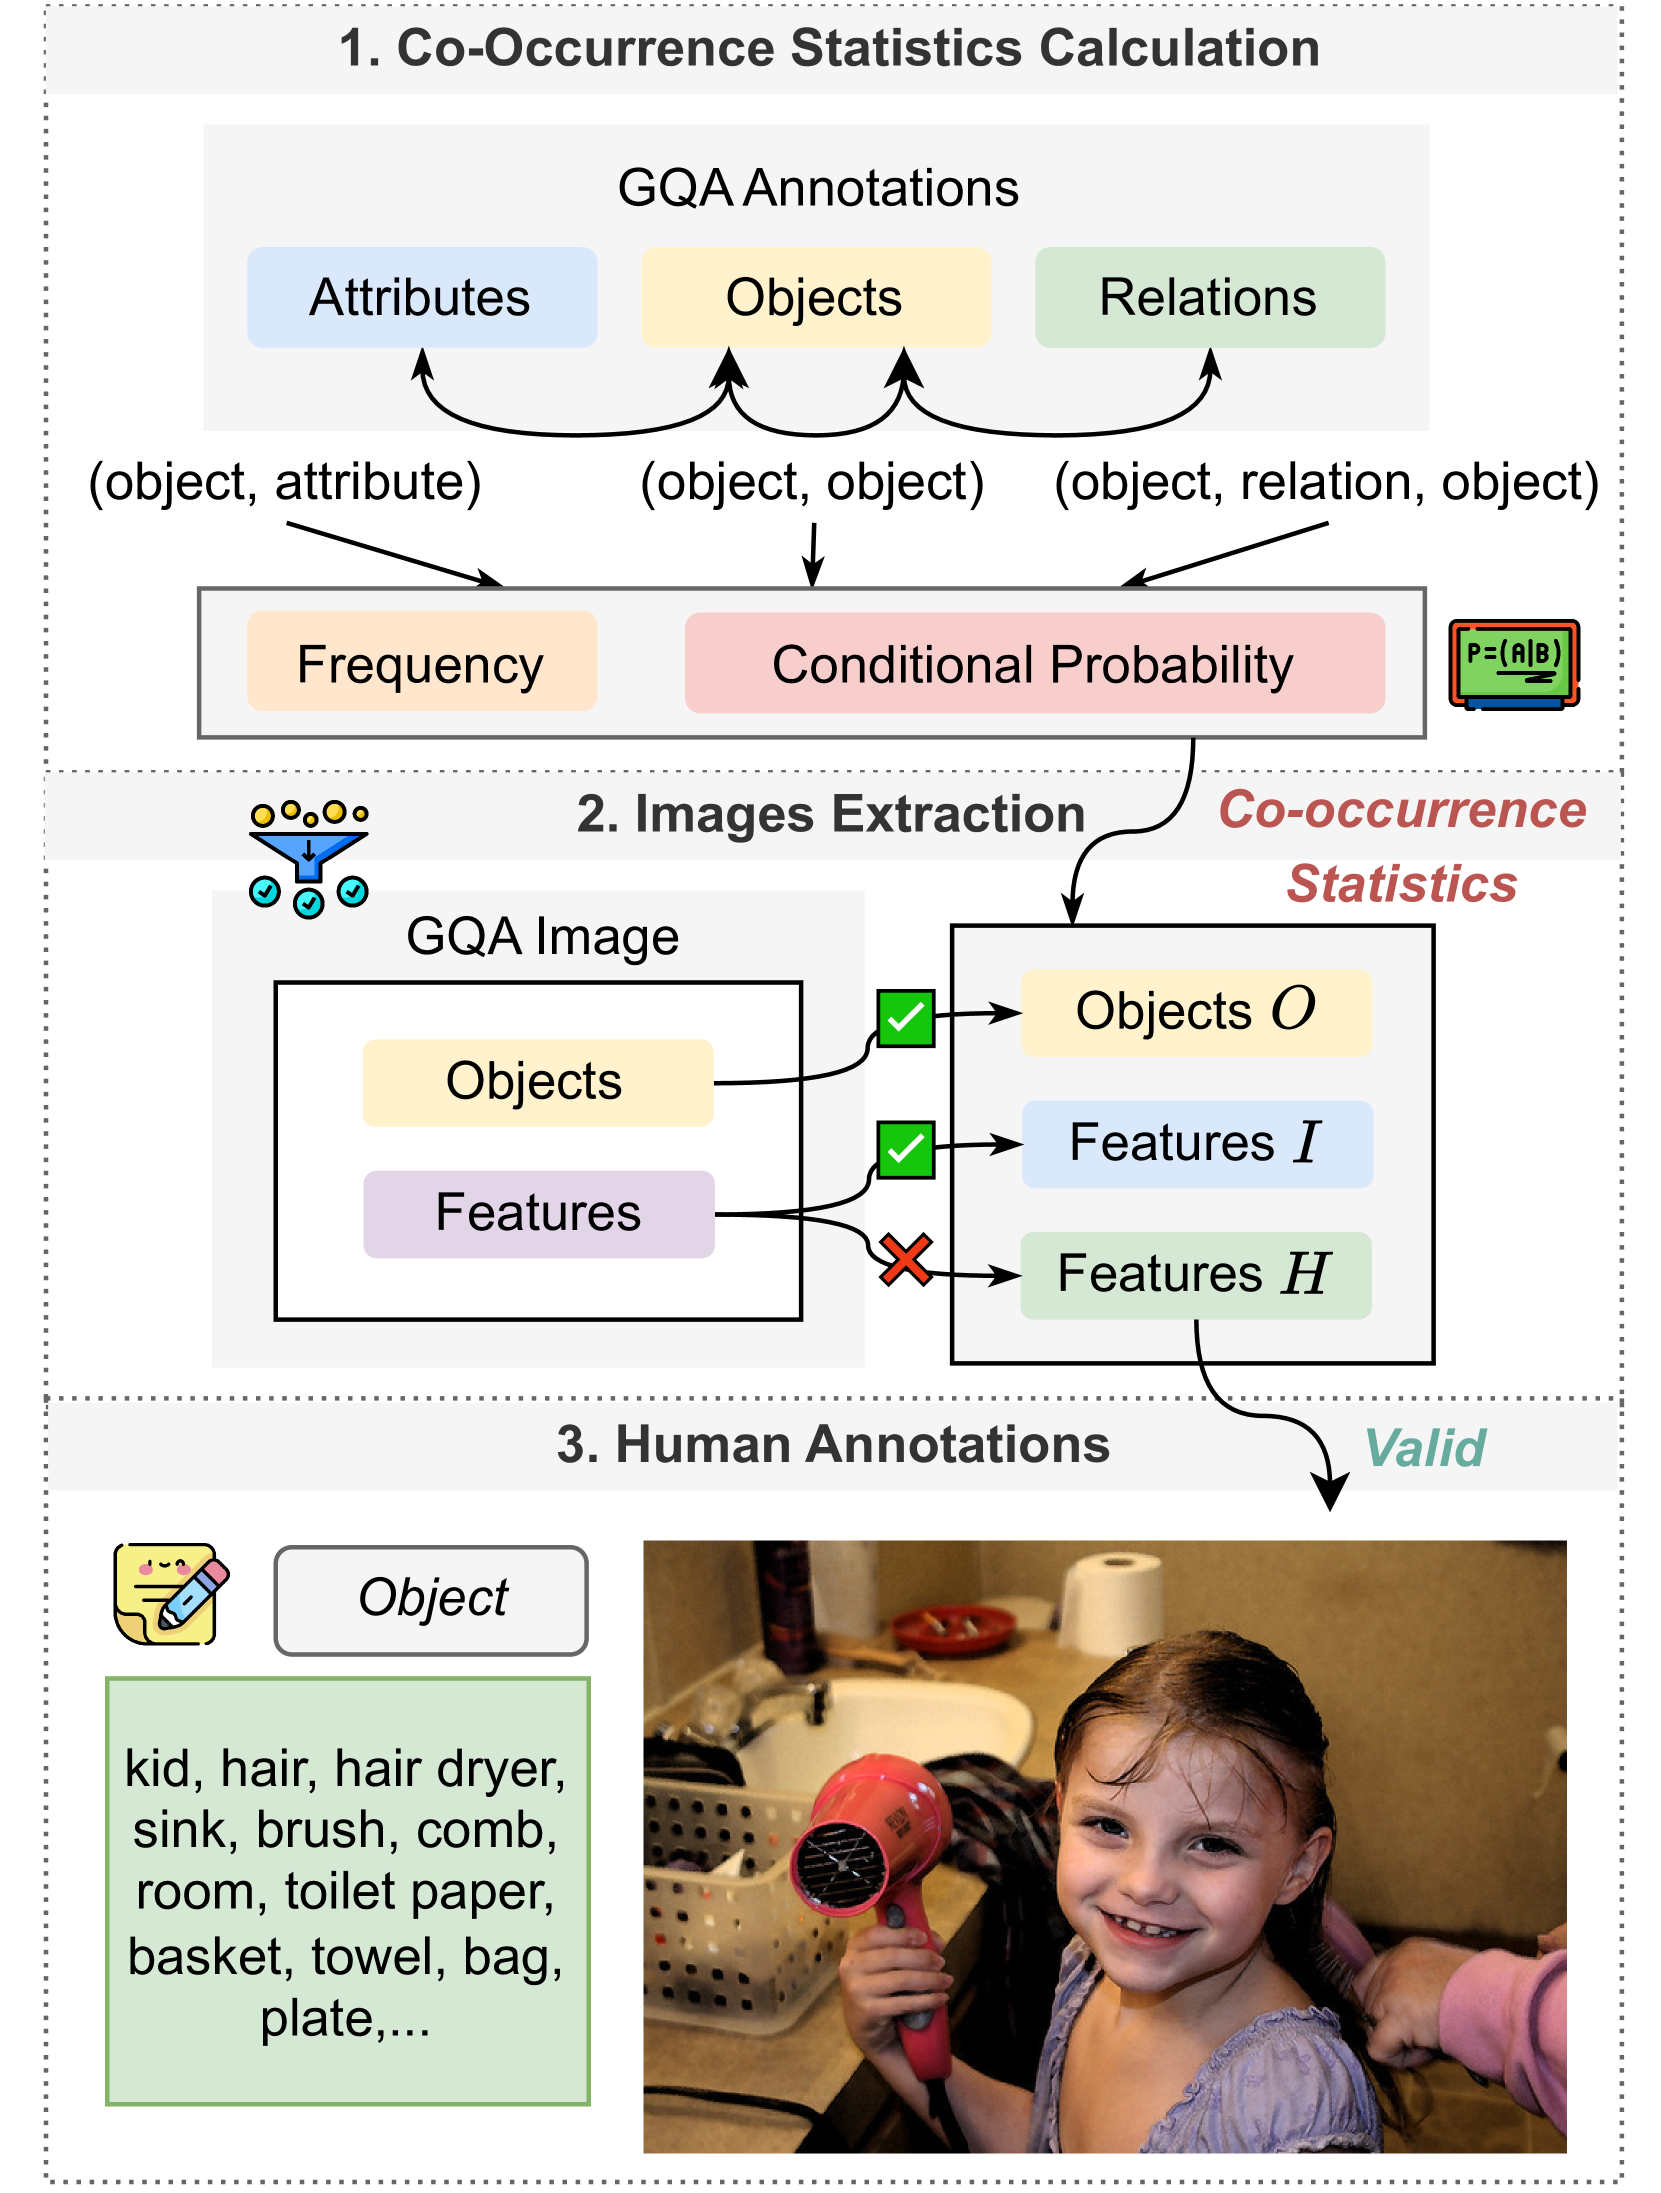 1. Co-Occurrence Statistics Calculation
GQA Annotations
Attributes
Objects
Relations
(object, attribute)
(object, object)
(object, relation, object)
Frequency
Conditional Probability
P=(A|B)
2. Images Extraction
Co-occurrence
Statistics
GQA Image
Objects
Features
Objects O
Features I
Features H
3. Human Annotations
Valid
Object
kid, hair, hair dryer,
sink, brush, comb,
room, toilet paper,
basket, towel, bag,
plate,...